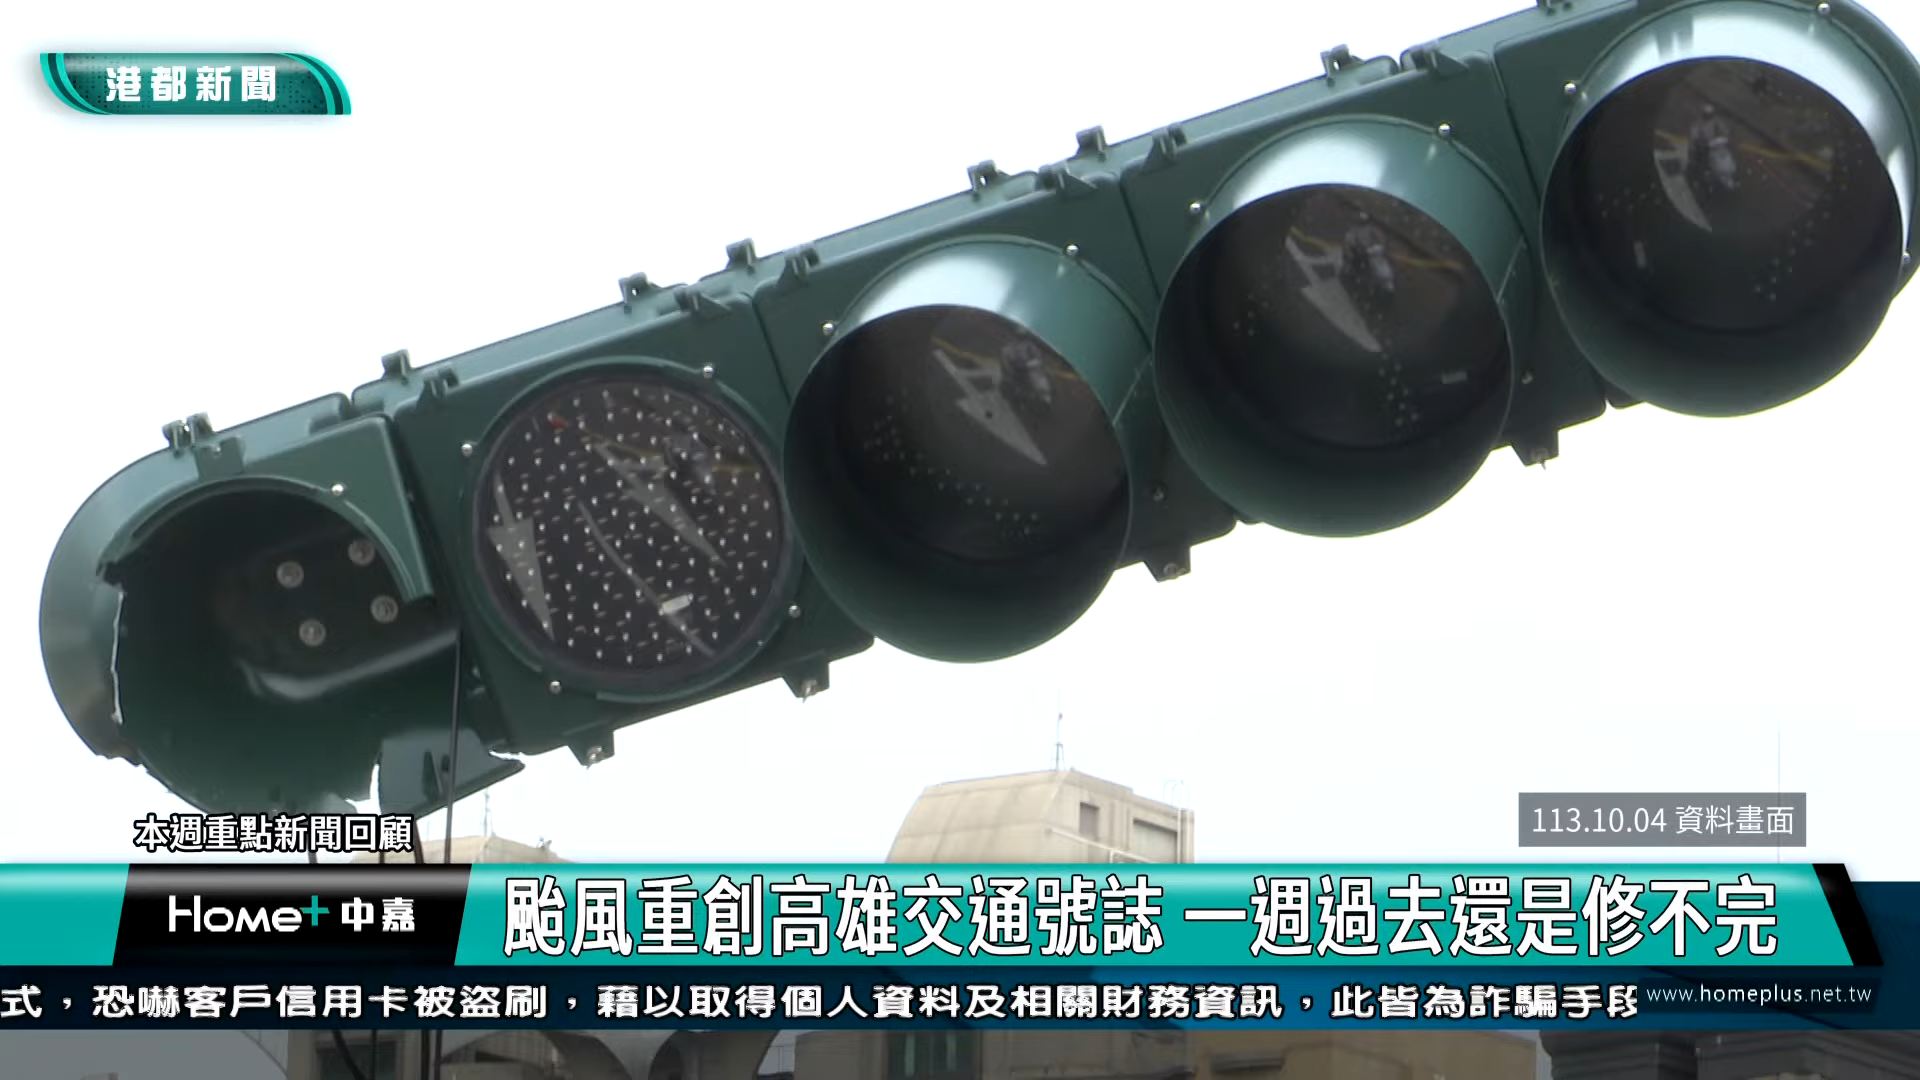 港都新聞
113.10.04 資料畫面
本週重點新聞回顧
Home+ 中嘉
颱風重創高雄交通號誌 一週過去還是修不完
式，恐嚇客戶信用卡被盜刷，藉以取得個人資料及相關財務資訊，此皆為詐騙手段
www.homeplus.net.tw